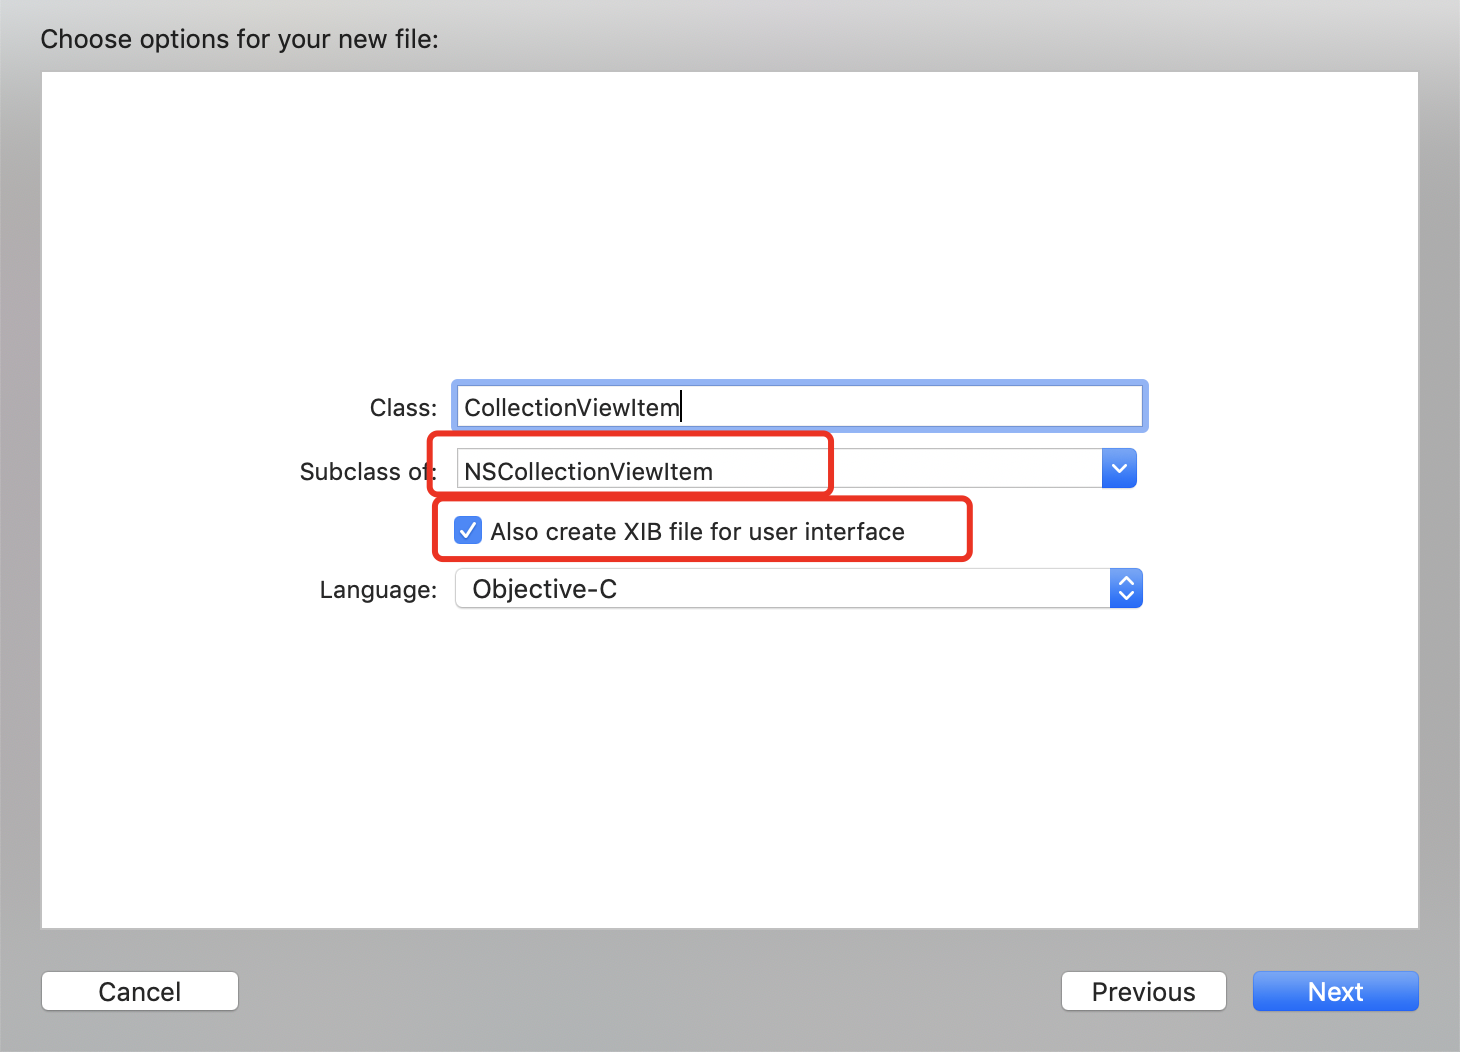 Choose options for your new file:
Class: CollectionViewItem
Subclass of: NSCollectionViewItem
Also create XIB file for user interface
Language: Objective-C
Cancel Previous Next